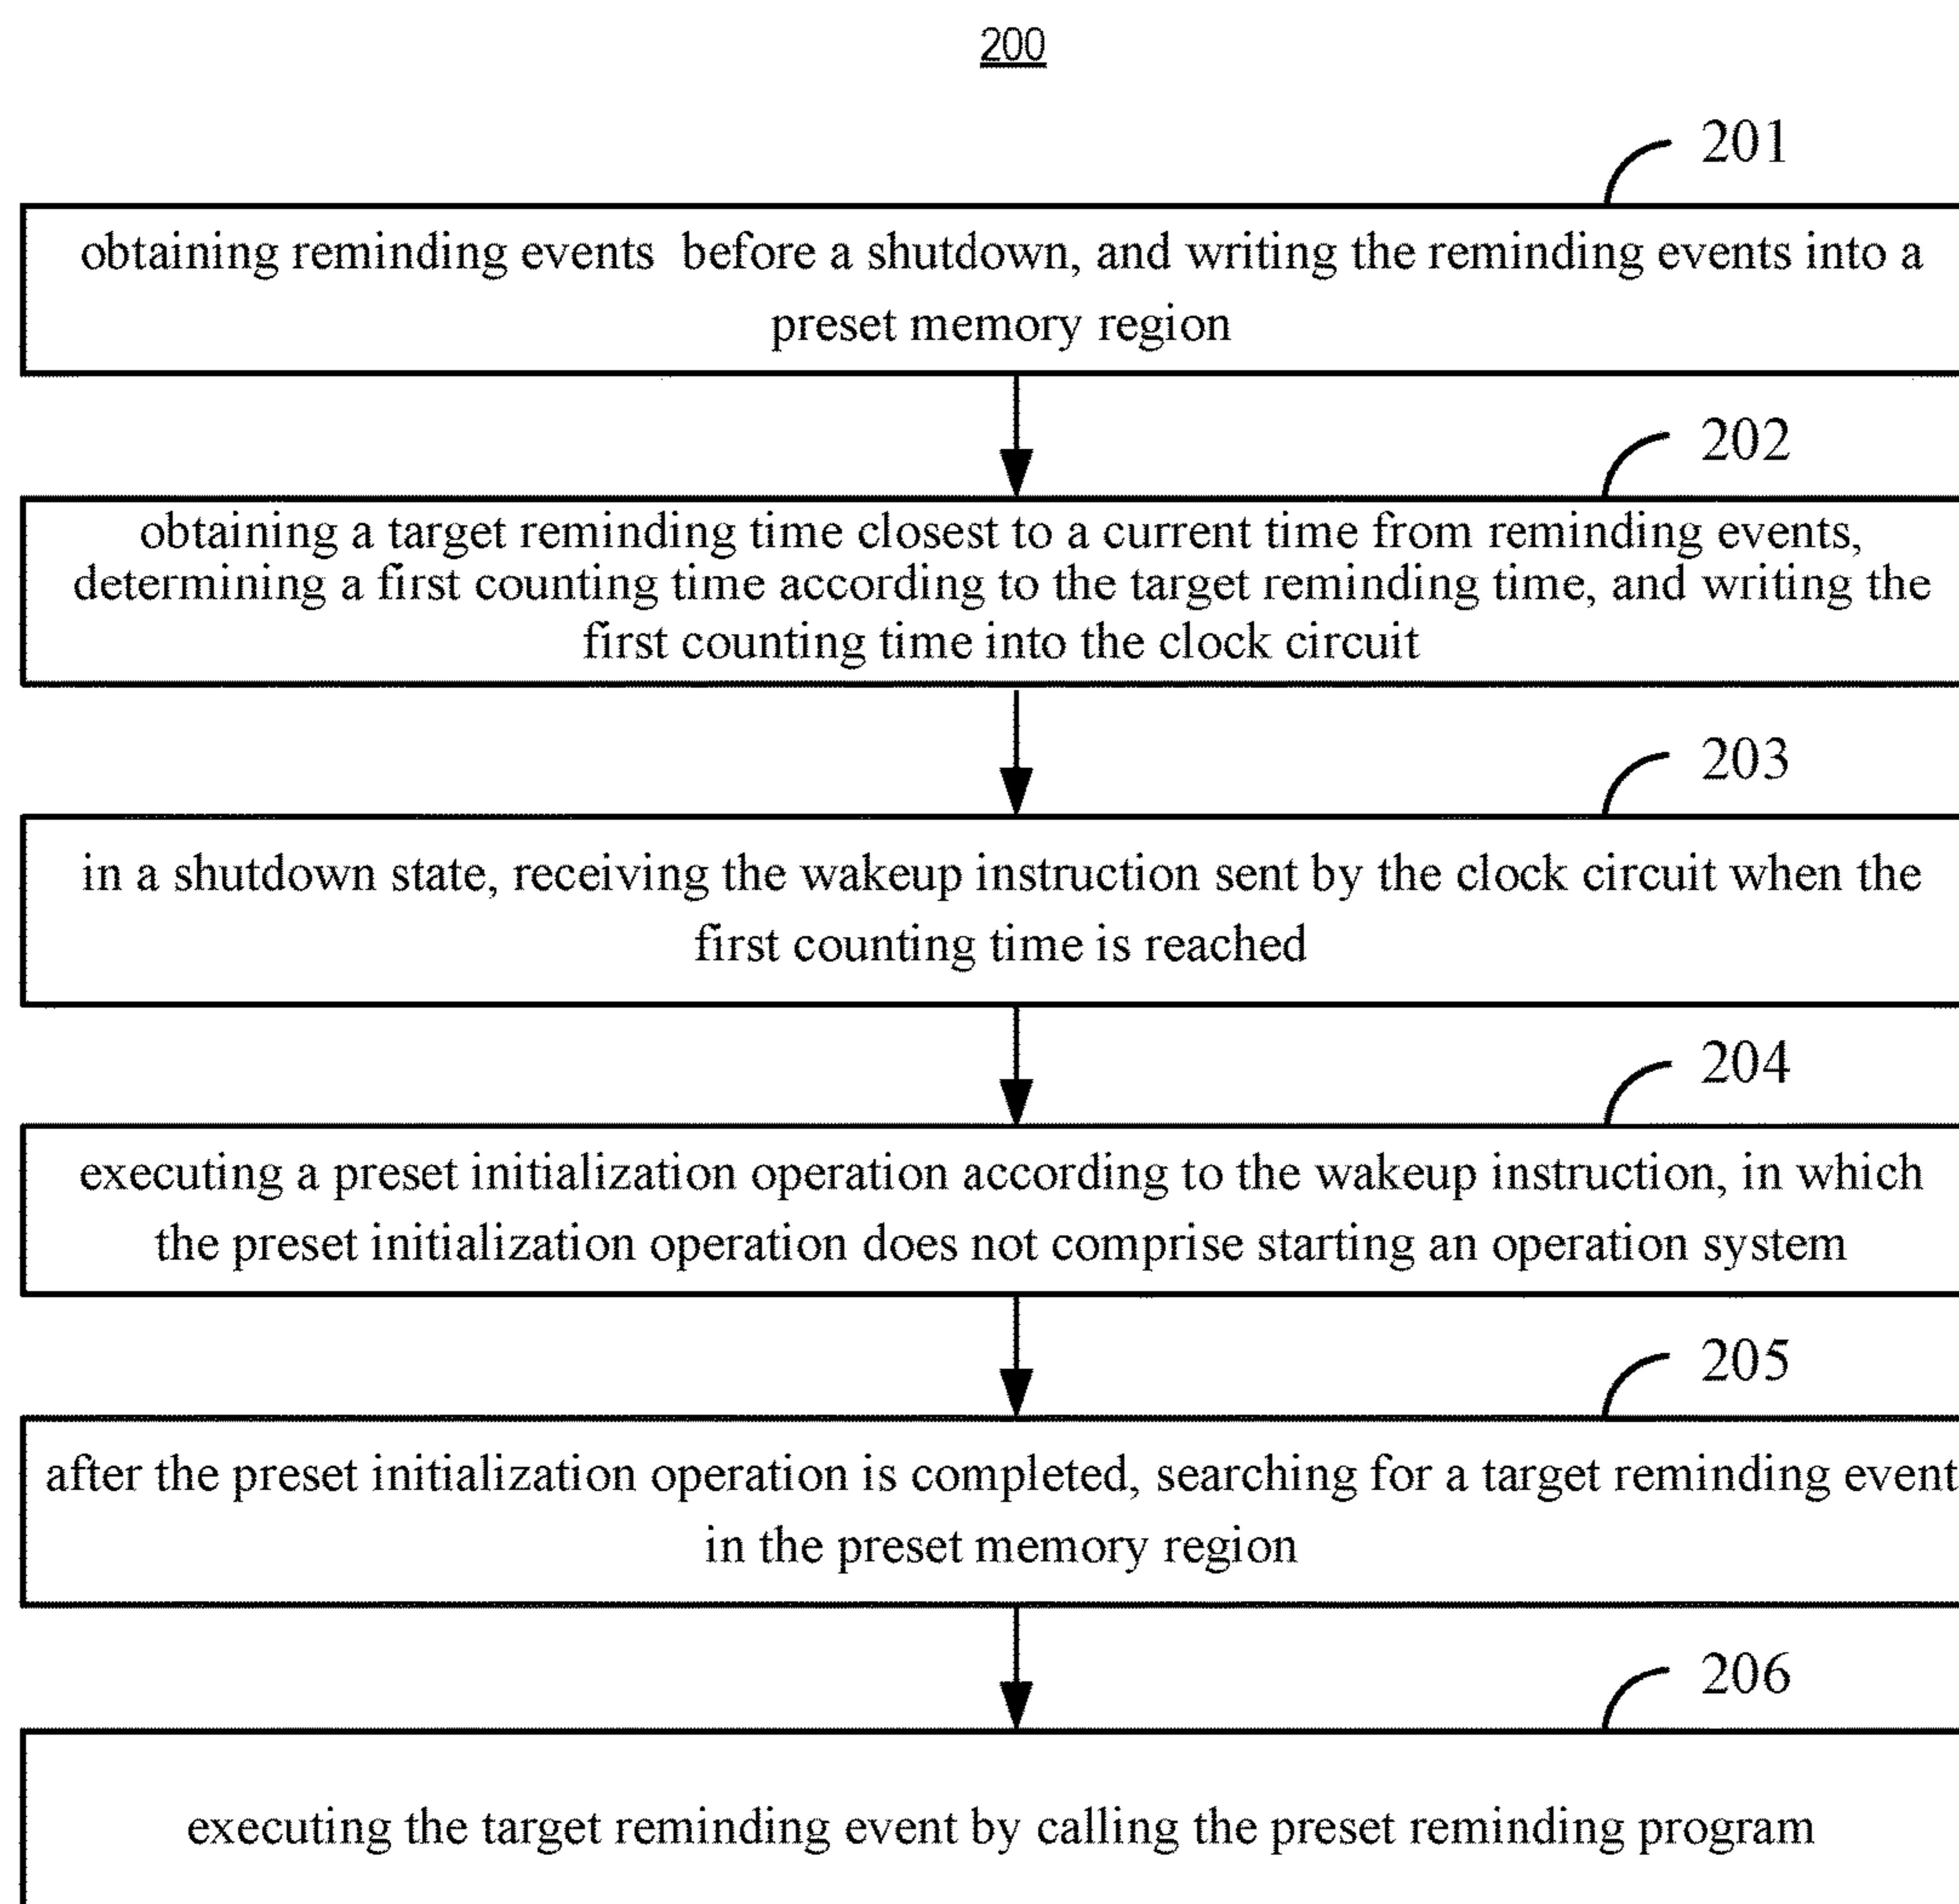 200
201
obtaining reminding events before a shutdown, and writing the reminding events into a
preset memory region
202
obtaining a target reminding time closest to a current time from reminding events,
determining a first counting time according to the target reminding time, and writing the
first counting time into the clock circuit
203
in a shutdown state, receiving the wakeup instruction sent by the clock circuit when the
first counting time is reached
204
executing a preset initialization operation according to the wakeup instruction, in which
the preset initialization operation does not comprise starting an operation system
205
after the preset initialization operation is completed, searching for a target reminding event
in the preset memory region
206
executing the target reminding event by calling the preset reminding program